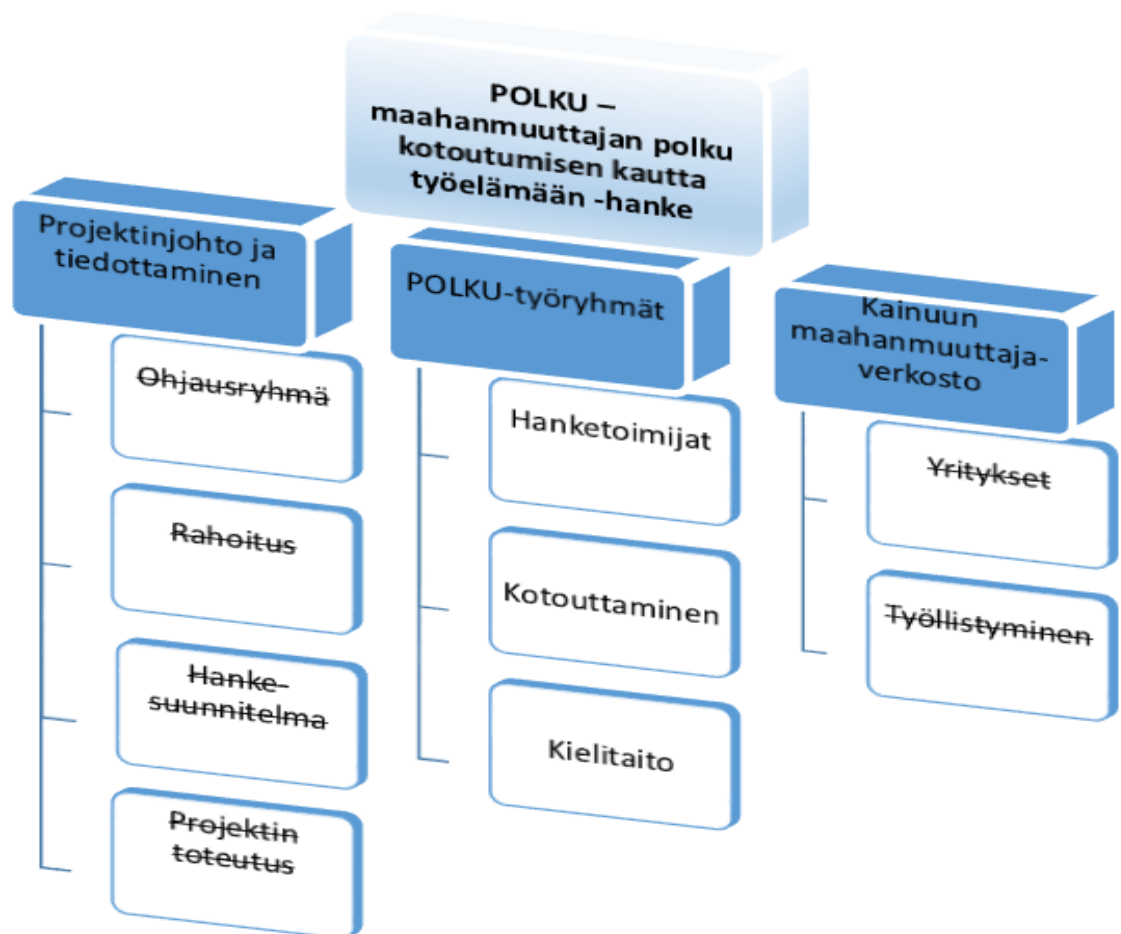 POLKU –
maahanmuuttajan polku
kotoutumisen kautta
työelämään -hanke
Projektinjohto ja
tiedottaminen
Ohjausryhmä
Rahoitus
Hanke-
suunnitelma
Projektin
toteutus
POLKU-työryhmät
Hanketoimijat
Kotouttaminen
Kielitaito
Kainuun
maahanmuuttaja-
verkosto
Yritykset
Työllistyminen